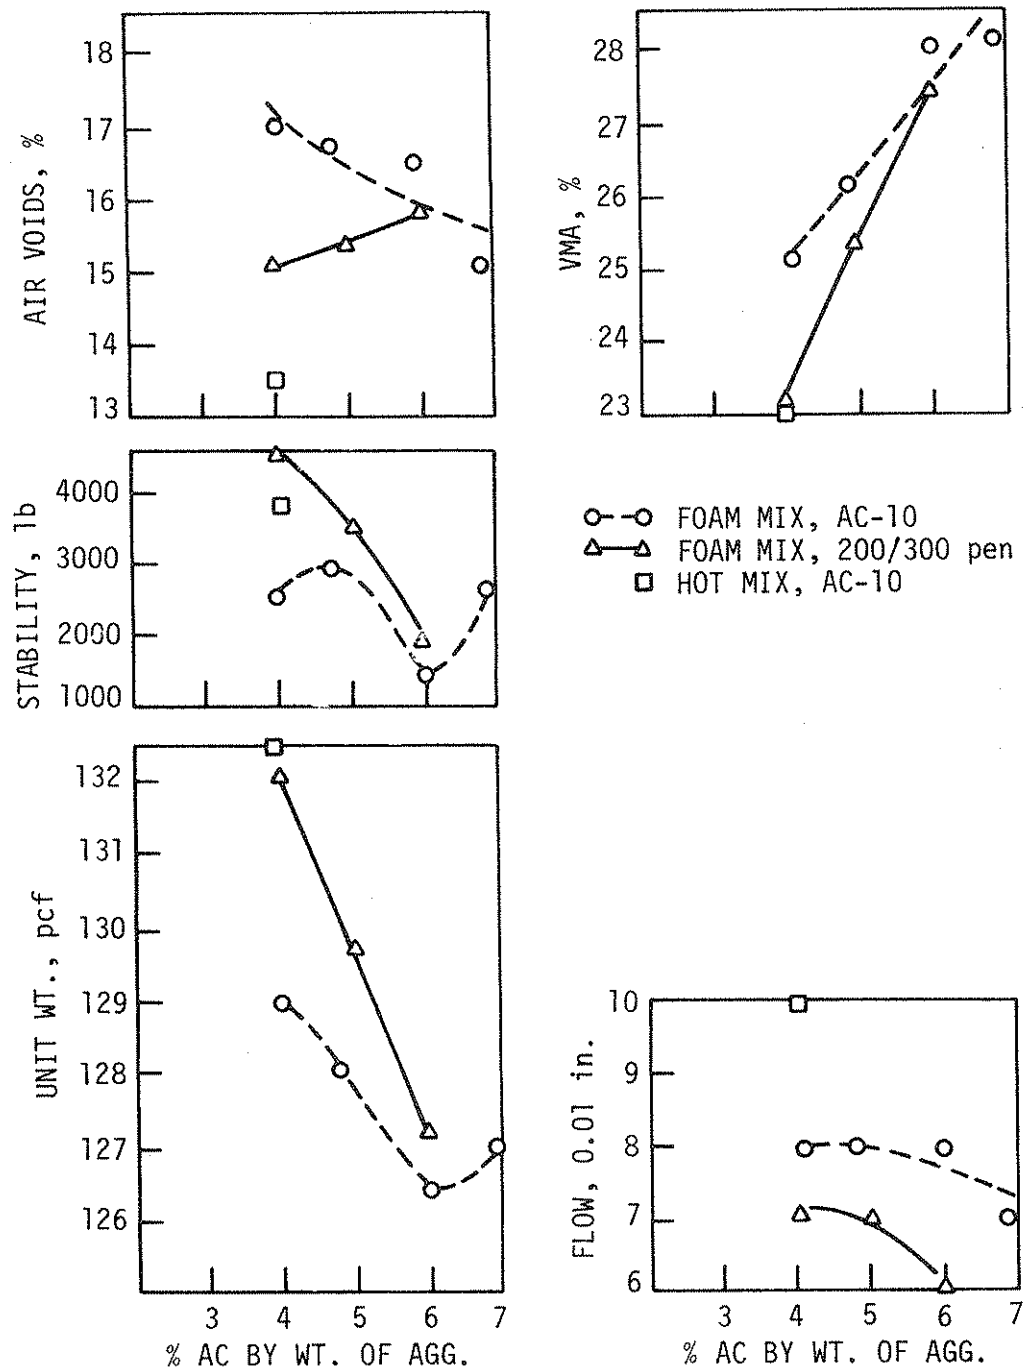 AIR VOIDS, %
18
17
16
15
14
13
VMA, %
28
27
26
25
24
23
STABILITY, lb
4000
3000
2000
1000
FOAM MIX, AC-10
FOAM MIX, 200/300 pen
HOT MIX, AC-10
UNIT WT., pcf
132
131
130
129
128
127
126
3 4 5 6 7
% AC BY WT. OF AGG.
FLOW, 0.01 in.
10
9
8
7
6
3 4 5 6 7
% AC BY WT. OF AGG.